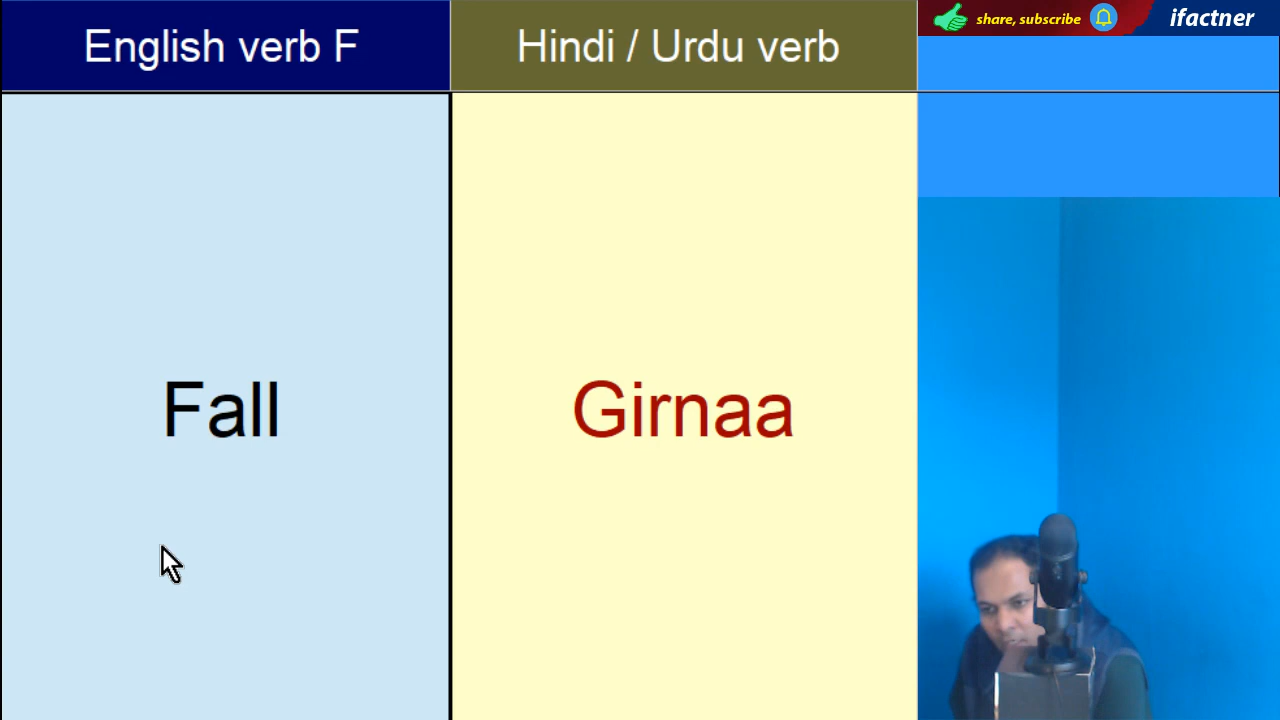 English verb F
Hindi / Urdu verb
share, subscribe
ifactner
Fall
Girnaa